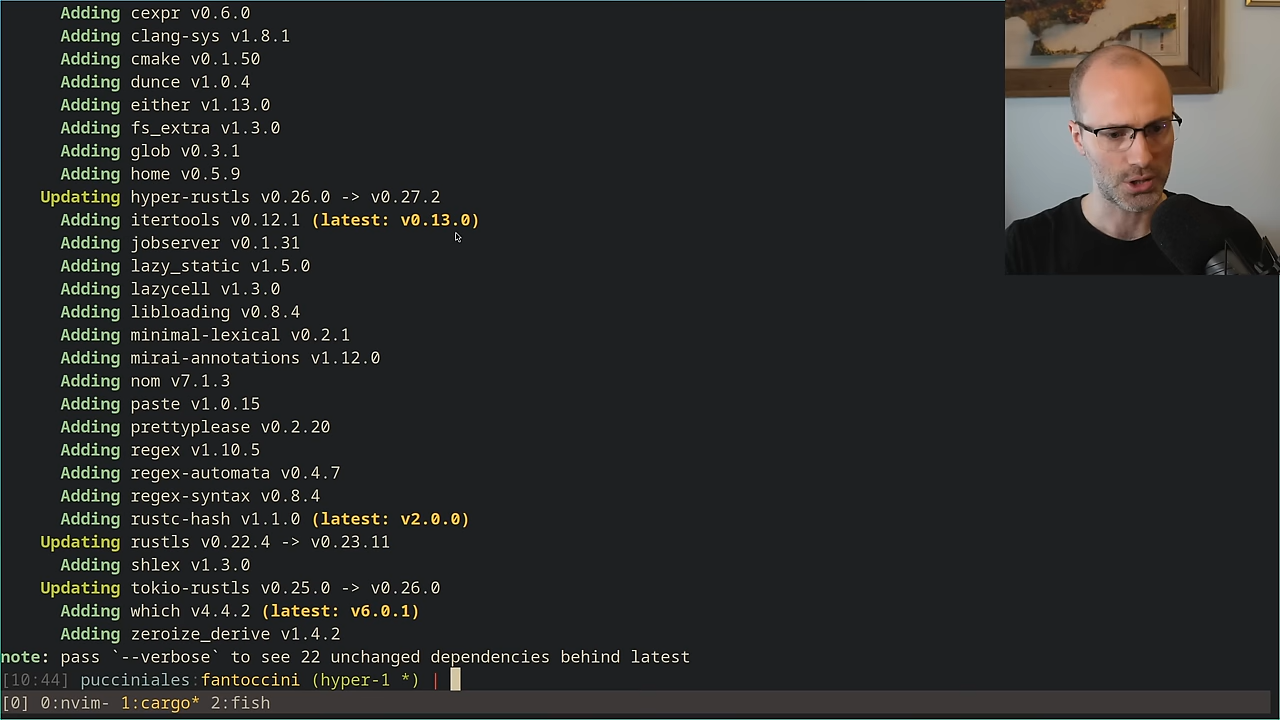 Adding cexpr v0.6.0
Adding clang-sys v1.8.1
Adding cmake v0.1.50
Adding dunce v1.0.4
Adding either v1.13.0
Adding fs_extra v1.3.0
Adding glob v0.3.1
Adding home v0.5.9
Updating hyper-rustls v0.26.0 -> v0.27.2
Adding itertools v0.12.1 (latest: v0.13.0)
Adding jobserver v0.1.31
Adding lazy_static v1.5.0
Adding lazycell v1.3.0
Adding libloading v0.8.4
Adding minimal-lexical v0.2.1
Adding mirai-annotations v1.12.0
Adding nom v7.1.3
Adding paste v1.0.15
Adding prettyplease v0.2.20
Adding regex v1.10.5
Adding regex-automata v0.4.7
Adding regex-syntax v0.8.4
Adding rustc-hash v1.1.0 (latest: v2.0.0)
Updating rustls v0.22.4 -> v0.23.11
Adding shlex v1.3.0
Updating tokio-rustls v0.25.0 -> v0.26.0
Adding which v4.4.2 (latest: v6.0.1)
Adding zeroize_derive v1.4.2
note: pass `--verbose` to see 22 unchanged dependencies behind latest
[10:44] pucciniales:fantoccini (hyper-1 *) |
[0] 0:nvim- 1:cargo* 2:fish